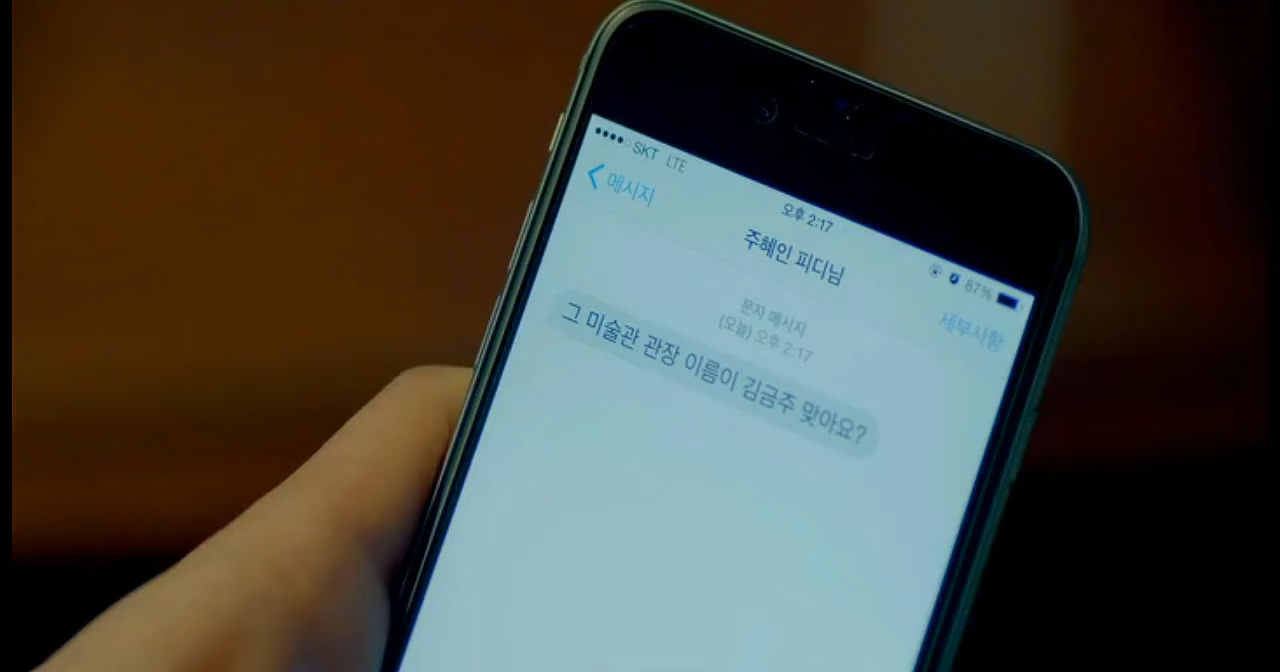 SKT LTE
오후 2:17
87%
메시지
주혜인 피디님
세부사항
문자 메시지
(오늘) 오후 2:17
그 미술관 관장 이름이 김금주 맞아요?